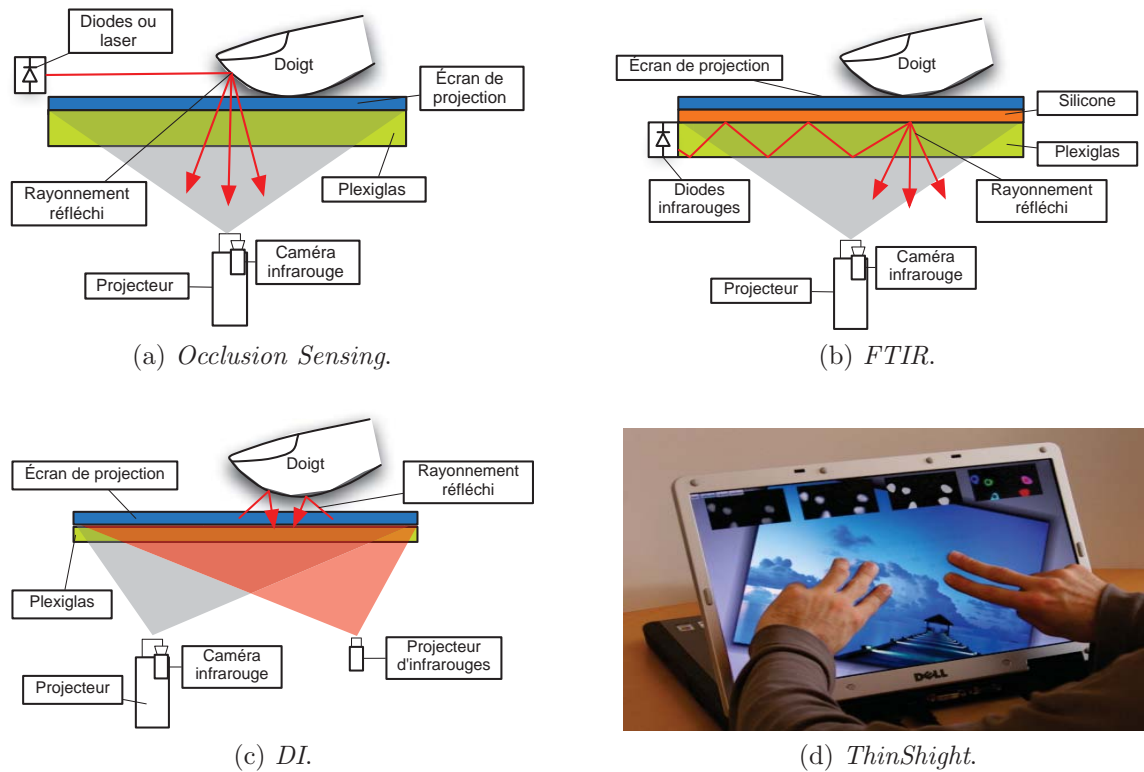 Diodes ou
laser
Doigt
Écran de
projection
Rayonnement
réfléchi
Plexiglas
Caméra
infrarouge
Projecteur
(a) Occlusion Sensing.
Écran de projection
Doigt
Silicone
Plexiglas
Diodes
infrarouges
Rayonnement
réfléchi
Caméra
infrarouge
Projecteur
(b) FTIR.
Écran de projection
Doigt
Rayonnement
réfléchi
Plexiglas
Caméra
infrarouge
Projecteur
d'infrarouges
Projecteur
(c) DI.
DELL
(d) ThinShight.